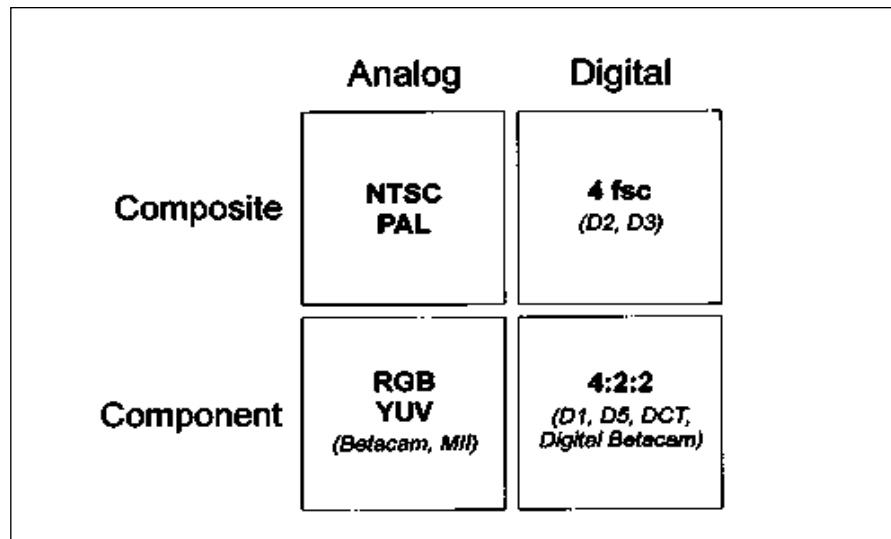 Analog Digital
Composite
NTSC
PAL
4 fsc
(D2, D3)
Component
RGB
YUV
(Betacam, MII)
4:2:2
(D1, D5, DCT,
Digital Betacam)